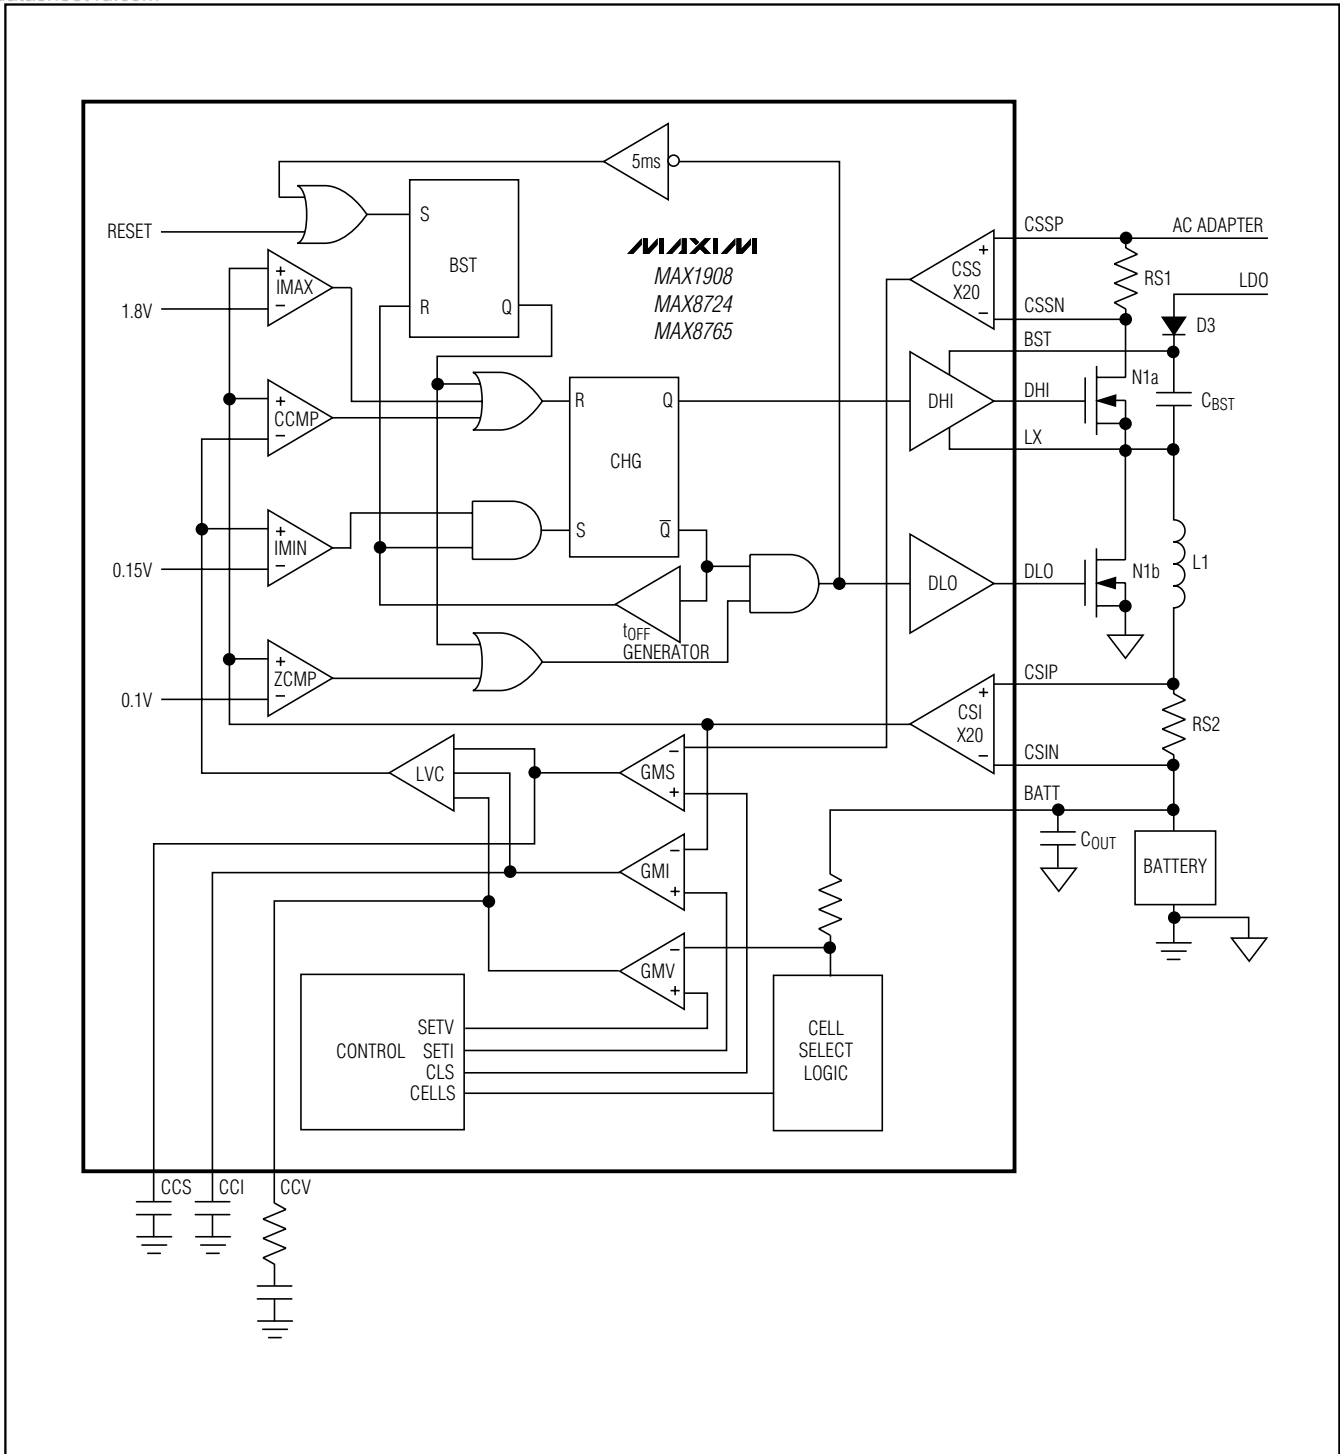 5ms
RESET
S
BST
R
Q
MAXIM
MAX1908
MAX8724
MAX8765
+
IMAX
−
1.8V
+
CCMP
−
+
IMIN
−
0.15V
+
ZCMP
−
0.1V
R
Q
CHG
S
Q̅
tOFF
GENERATOR
+
CSS
X20
−
CSSP
AC ADAPTER
RS1
LDO
CSSN
D3
BST
N1a
DHI
DHI
CBST
LX
DLO
DLO
N1b
L1
+
CSI
X20
−
CSIP
RS2
CSIN
BATT
COUT
BATTERY
LVC
−
GMS
+
−
GMI
+
−
GMV
+
CONTROL
SETV
SETI
CLS
CELLS
CELL
SELECT
LOGIC
CCS
CCI
CCV